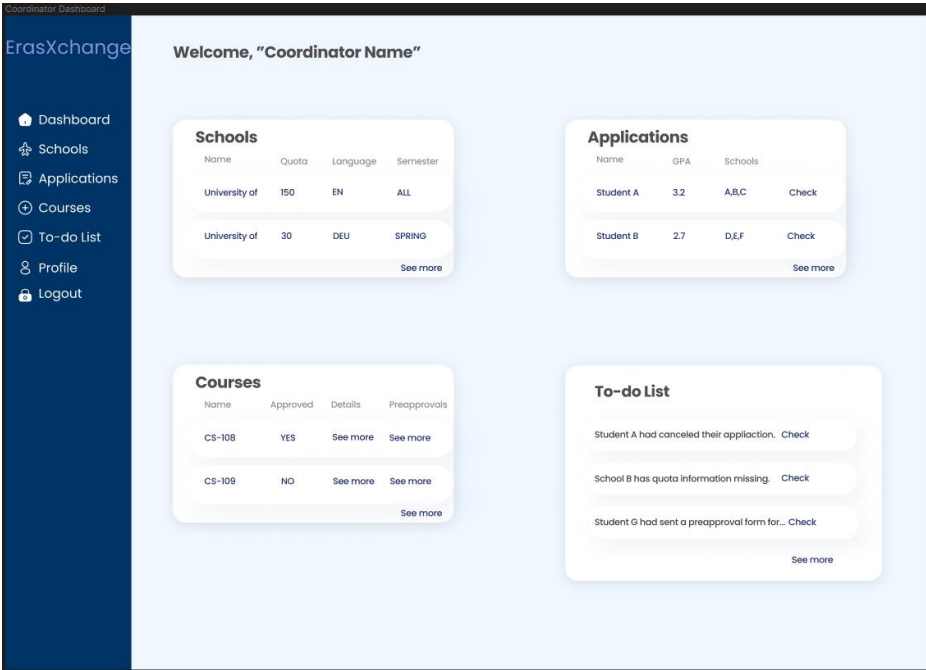 Coordinator Dashboard
ErasXchange
Dashboard
Schools
Applications
Courses
To-do List
Profile
Logout
Welcome, ”Coordinator Name”
Schools
Name Quota Language Semester
University of 150 EN ALL
University of 30 DEU SPRING
See more
Applications
Name GPA Schools
Student A 3.2 A,B,C Check
Student B 2.7 D,E,F Check
See more
Courses
Name Approved Details Preapprovals
CS-108 YES See more See more
CS-109 NO See more See more
See more
To-do List
Student A had canceled their appliaction. Check
School B has quota information missing. Check
Student G had sent a preapproval form for... Check
See more